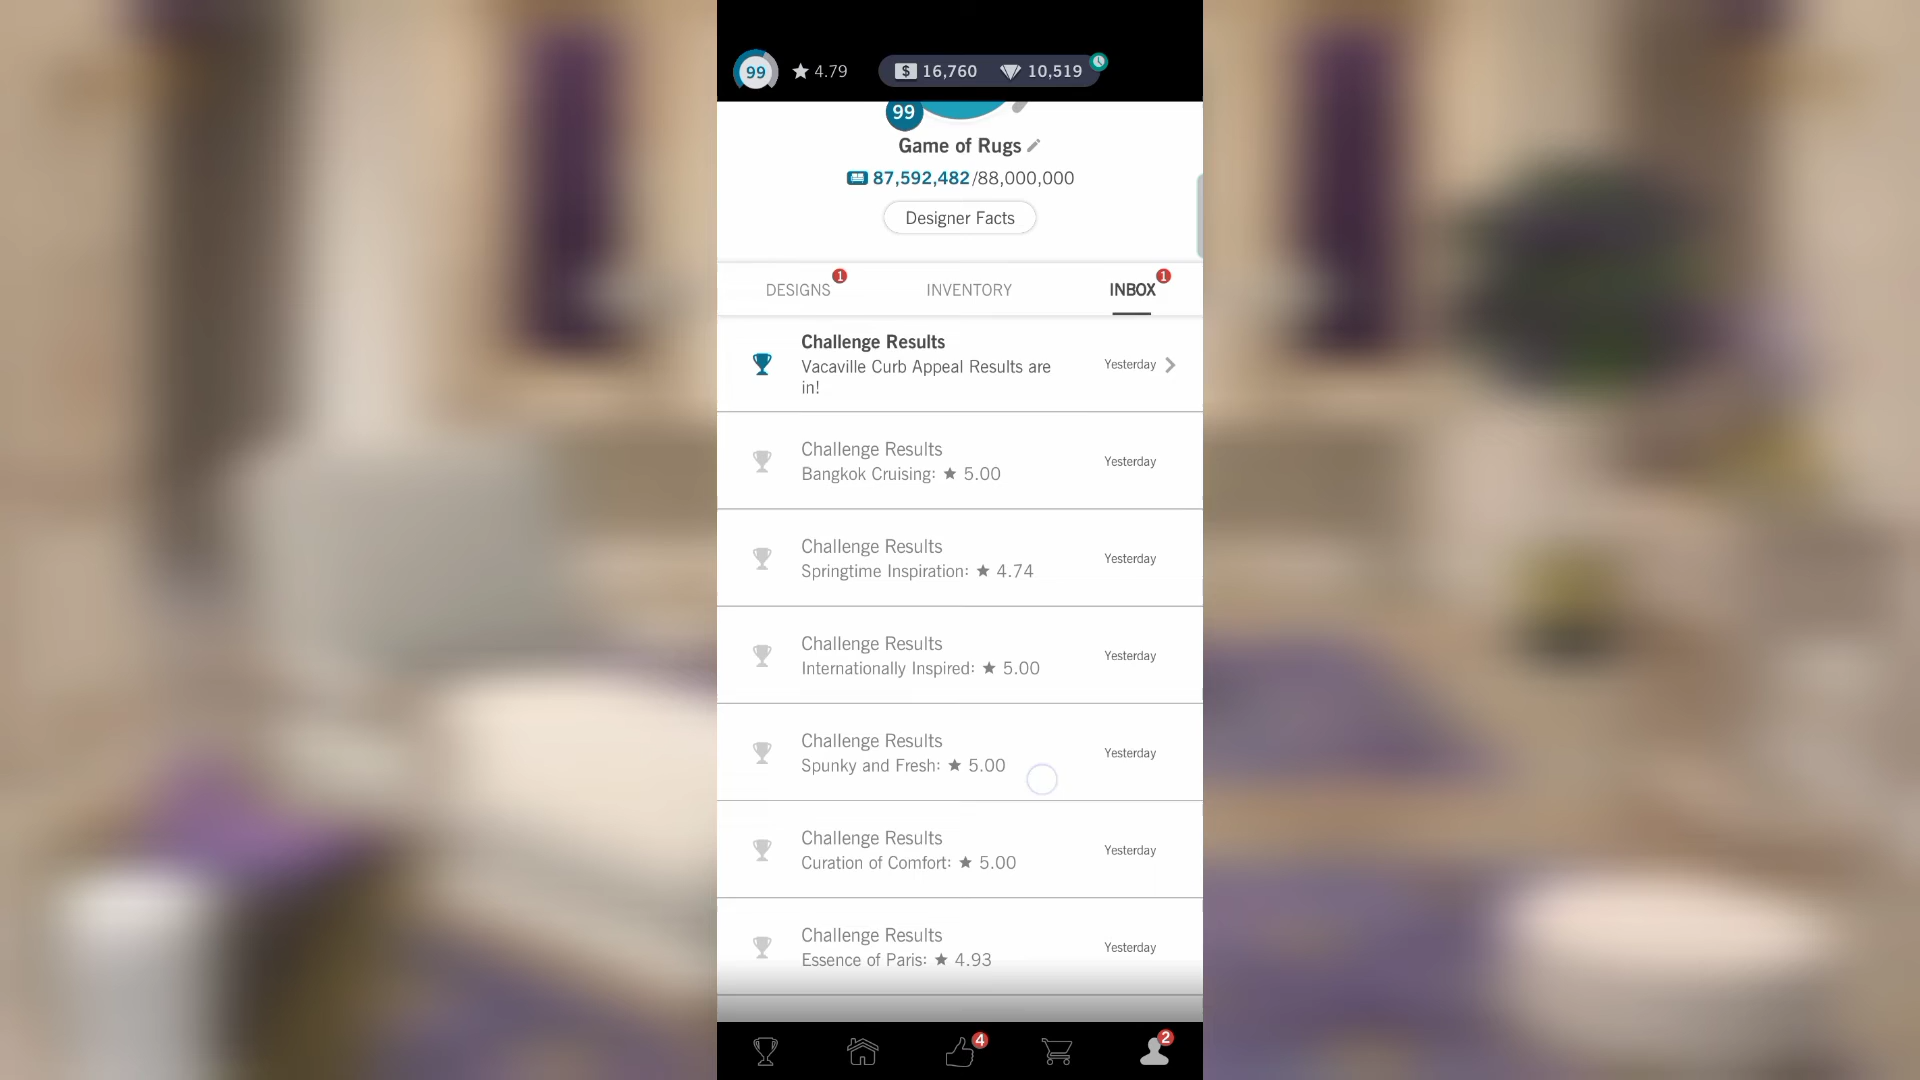 99 4.79 $ 16,760 10,519
99
Game of Rugs
87,592,482/88,000,000
Designer Facts
DESIGNS 1 INVENTORY INBOX 1
Challenge Results
Vacaville Curb Appeal Results are
in!
Yesterday
Challenge Results
Bangkok Cruising: ★ 5.00
Yesterday
Challenge Results
Springtime Inspiration: ★ 4.74
Yesterday
Challenge Results
Internationally Inspired: ★ 5.00
Yesterday
Challenge Results
Spunky and Fresh: ★ 5.00
Yesterday
Challenge Results
Curation of Comfort: ★ 5.00
Yesterday
Challenge Results
Essence of Paris: ★ 4.93
Yesterday
4 2